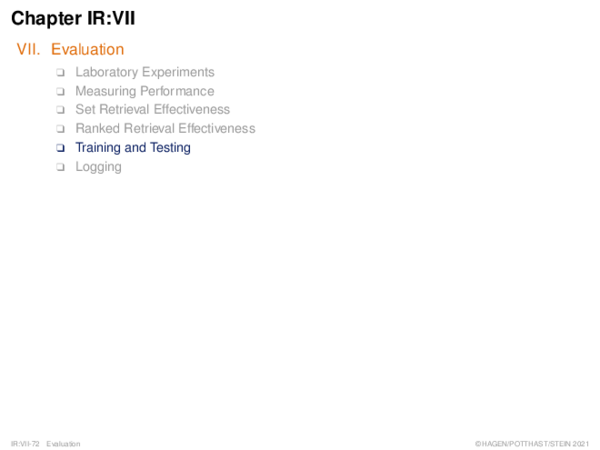 Chapter IR:VII
VII. Evaluation
❑ Laboratory Experiments
❑ Measuring Performance
❑ Set Retrieval Effectiveness
❑ Ranked Retrieval Effectiveness
❑ Training and Testing
❑ Logging
IR:VII-72 Evaluation
©HAGEN/POTTHAST/STEIN 2021